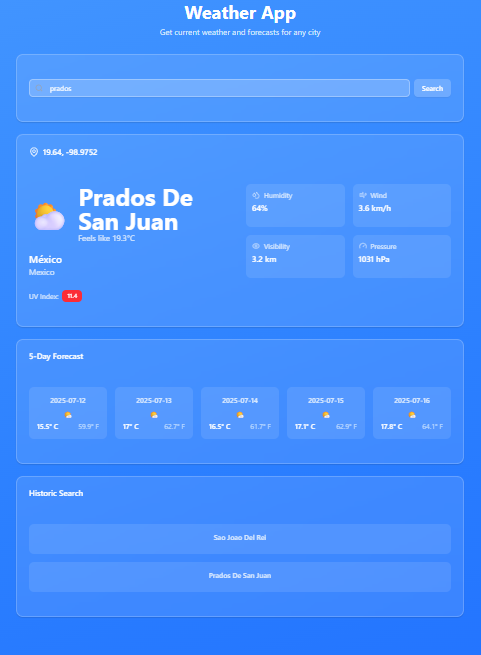 Weather App
Get current weather and forecasts for any city
prados
Search
19.64, -98.9752
Prados De
San Juan
Feels like 19.3°C
México
Mexico
UV Index: 11.4
Humidity
64%
Wind
3.6 km/h
Visibility
3.2 km
Pressure
1031 hPa
5-Day Forecast
2025-07-12
15.5° C 59.9° F
2025-07-13
17° C 62.7° F
2025-07-14
16.5° C 61.7° F
2025-07-15
17.1° C 62.9° F
2025-07-16
17.8° C 64.1° F
Historic Search
Sao Joao Del Rei
Prados De San Juan